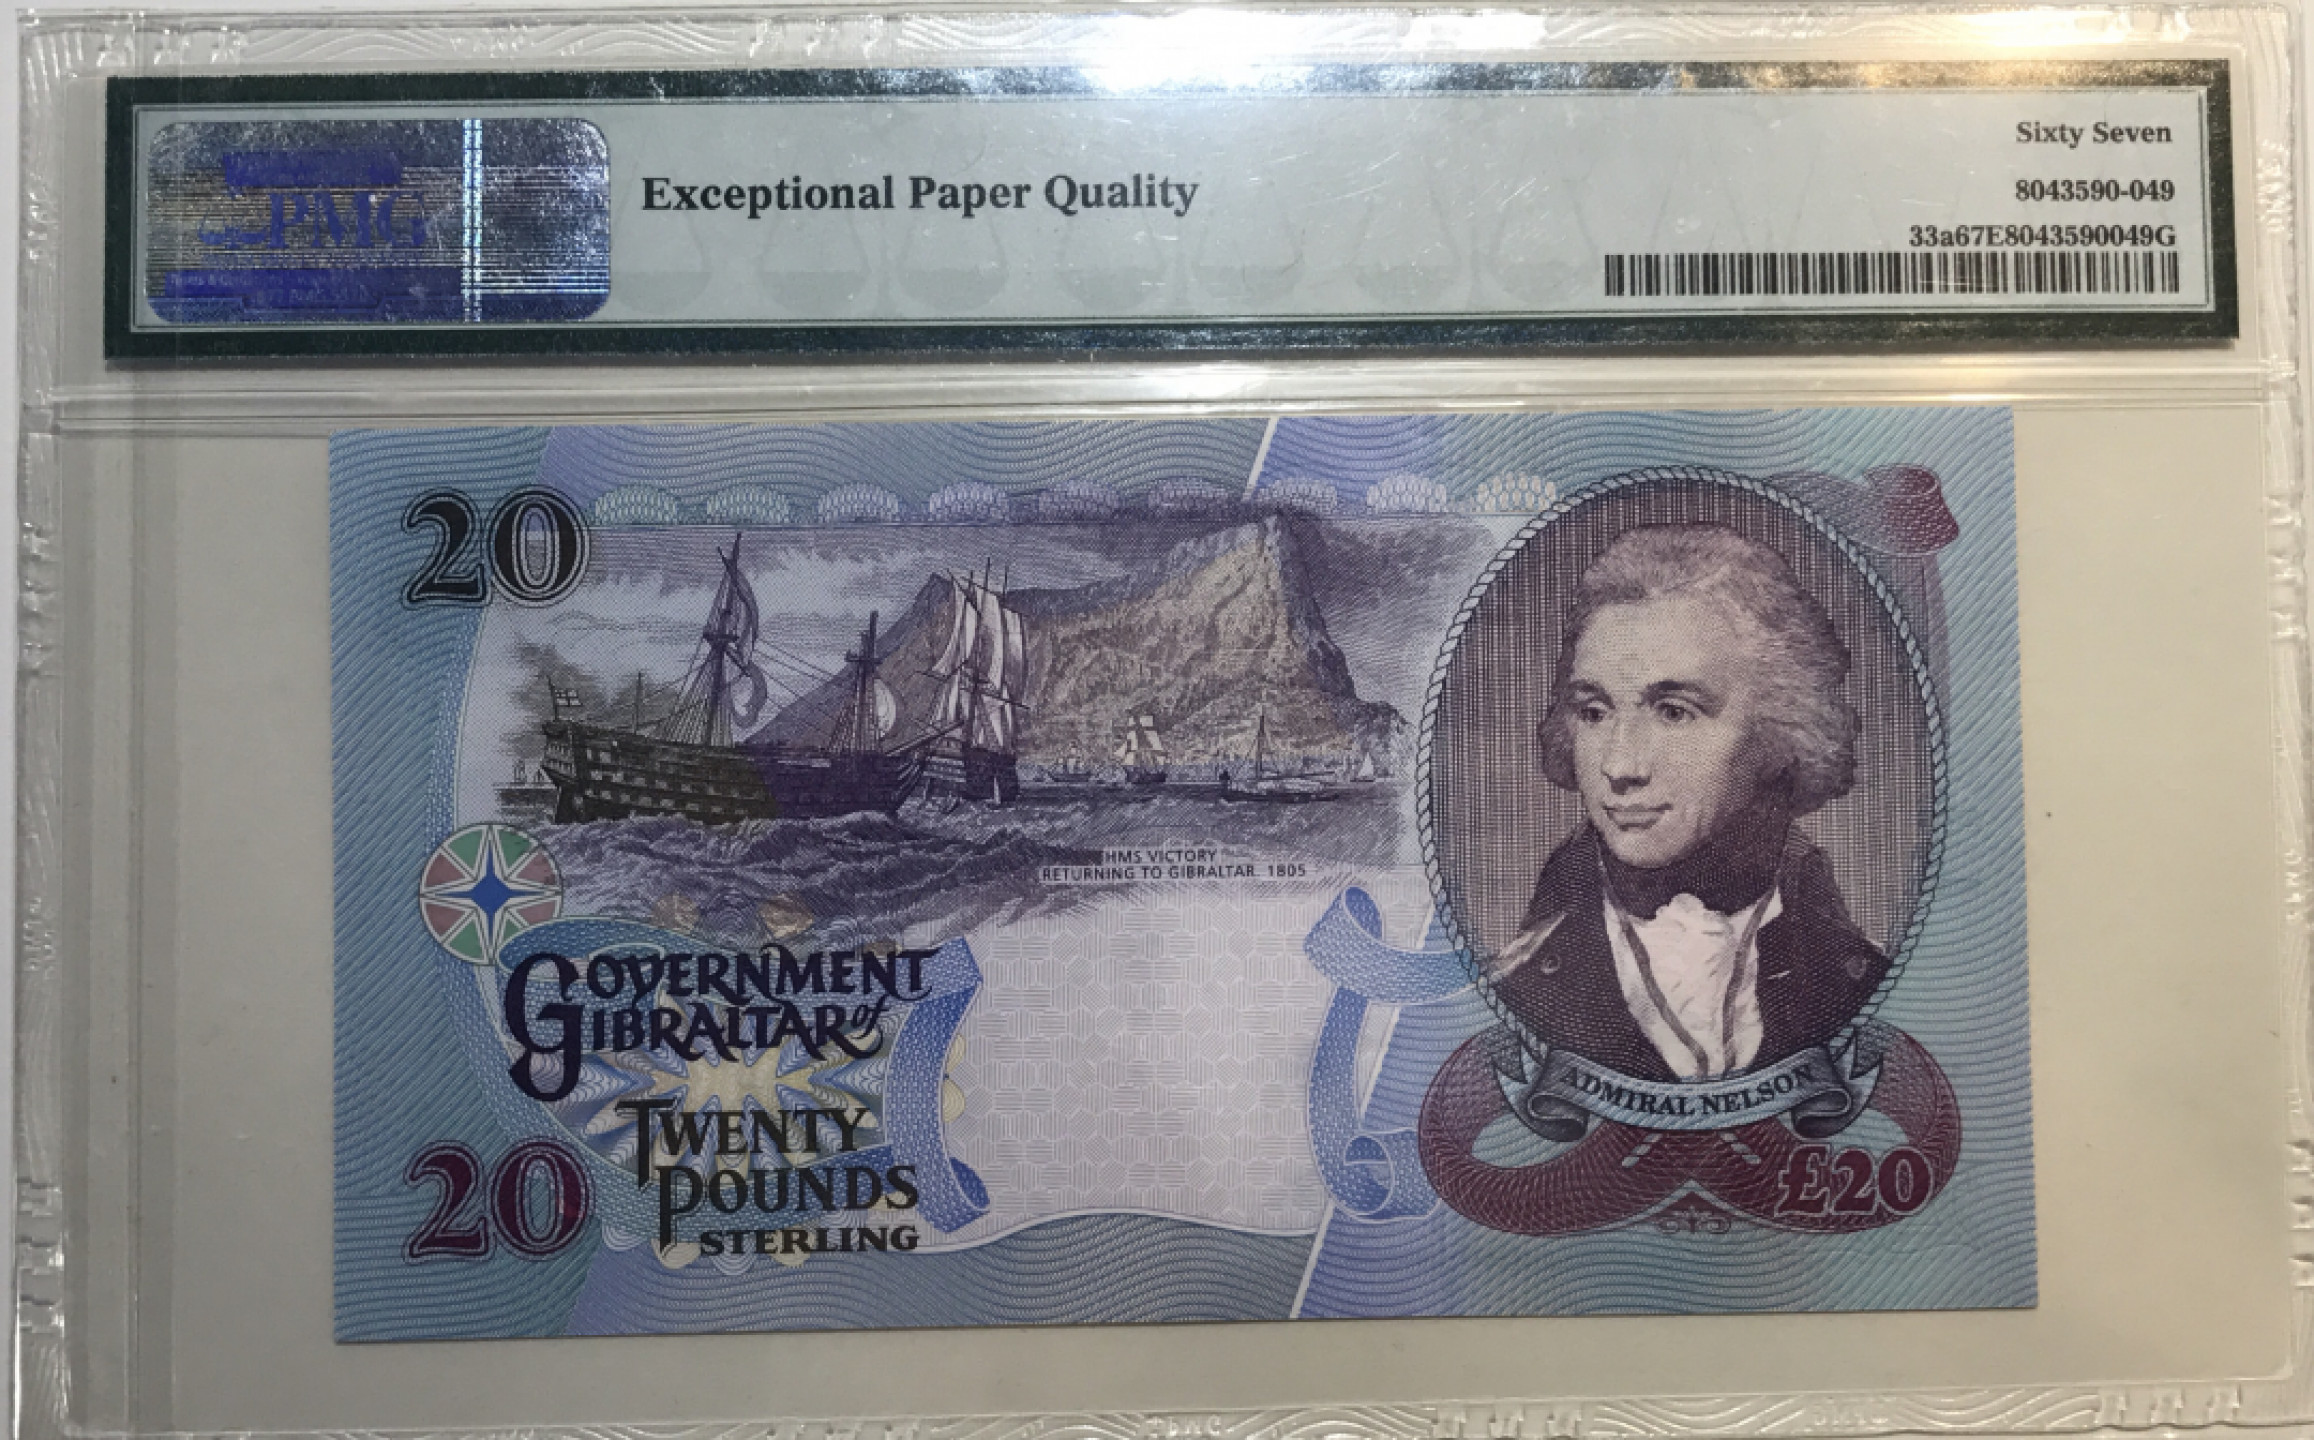 PMG
Exceptional Paper Quality
Sixty Seven
8043590-049
33a67E8043590049G
20
HMS VICTORY
RETURNING TO GIBRALTAR 1805
GOVERNMENT
of GIBRALTAR
TWENTY
POUNDS
STERLING
20
ADMIRAL NELSON
£20